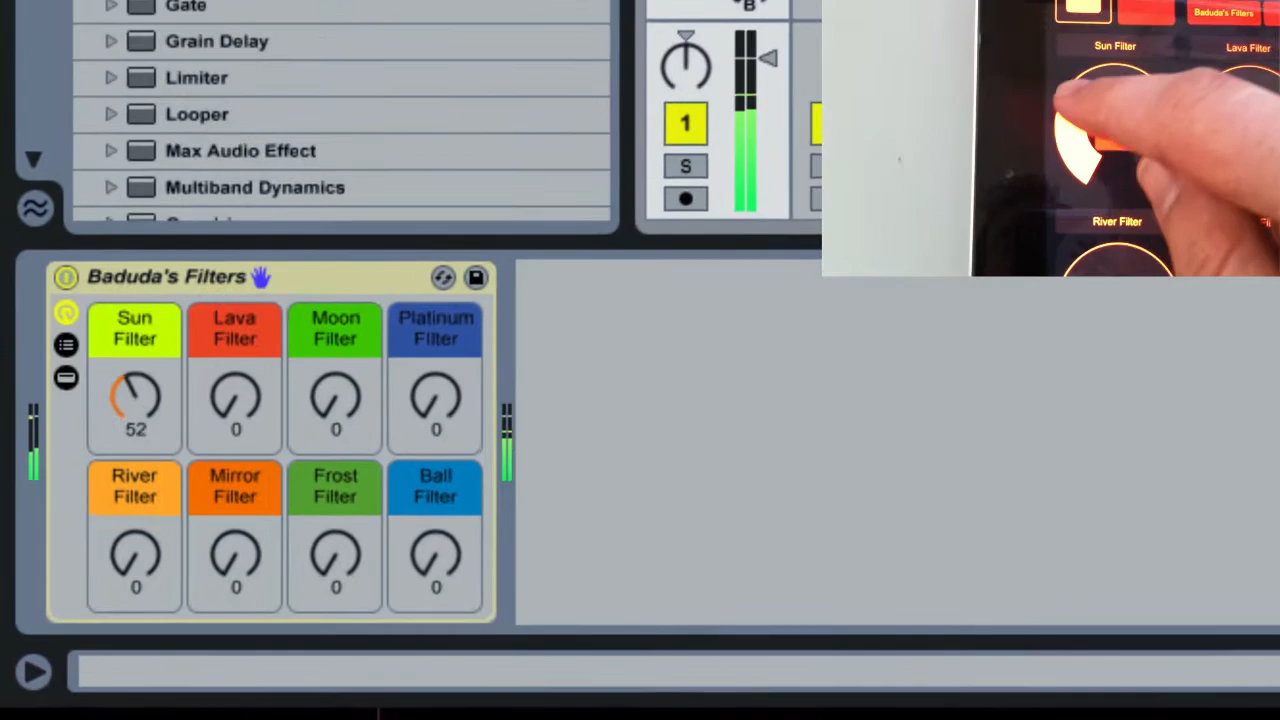 Gate
Grain Delay
Limiter
Looper
Max Audio Effect
Multiband Dynamics
1
S
Baduda's Filters
Sun Filter
Lava Filter
River Filter
Baduda's Filters
Sun
Filter
Lava
Filter
Moon
Filter
Platinum
FIlter
52
0
0
0
River
Filter
Mirror
Filter
Frost
Filter
Ball
Filter
0
0
0
0